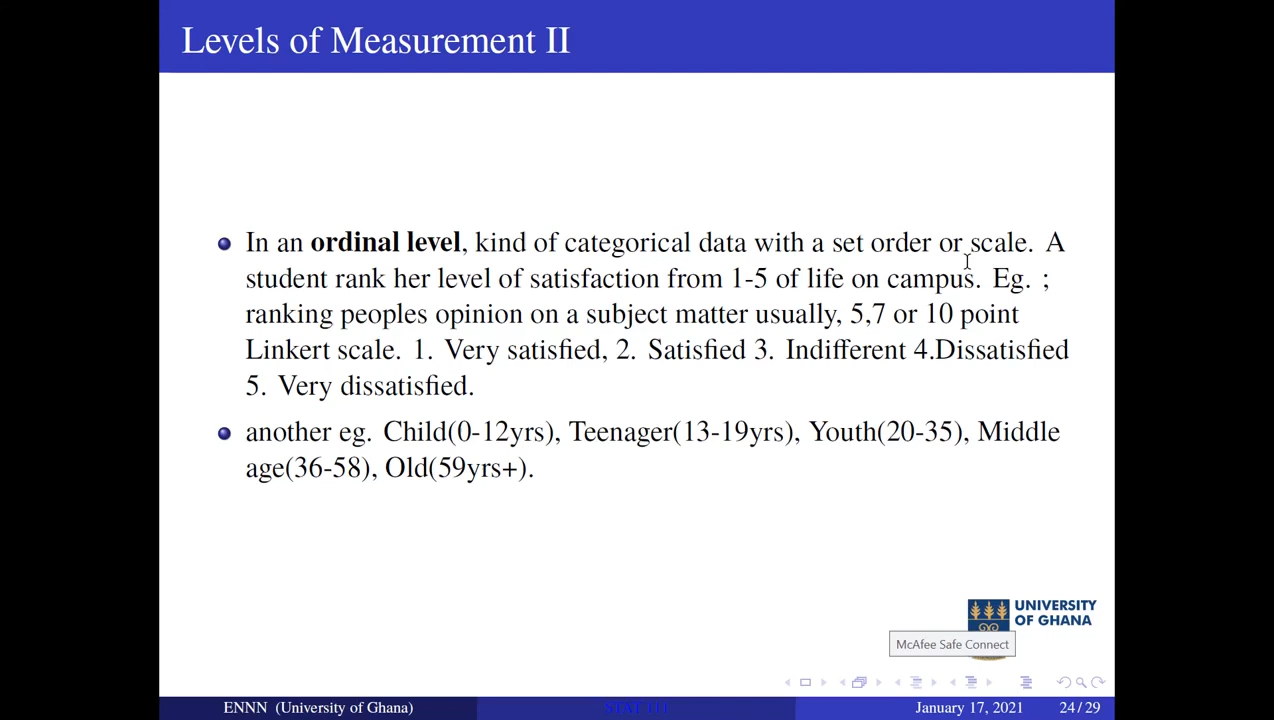 Levels of Measurement II
In an ordinal level, kind of categorical data with a set order or scale. A
student rank her level of satisfaction from 1-5 of life on campus. Eg. ;
ranking peoples opinion on a subject matter usually, 5,7 or 10 point
Linkert scale. 1. Very satisfied, 2. Satisfied 3. Indifferent 4.Dissatisfied
5. Very dissatisfied.
another eg. Child(0-12yrs), Teenager(13-19yrs), Youth(20-35), Middle
age(36-58), Old(59yrs+).
UNIVERSITY
OF GHANA
McAfee Safe Connect
ENNN (University of Ghana)
STAT 111
January 17, 2021
24 / 29